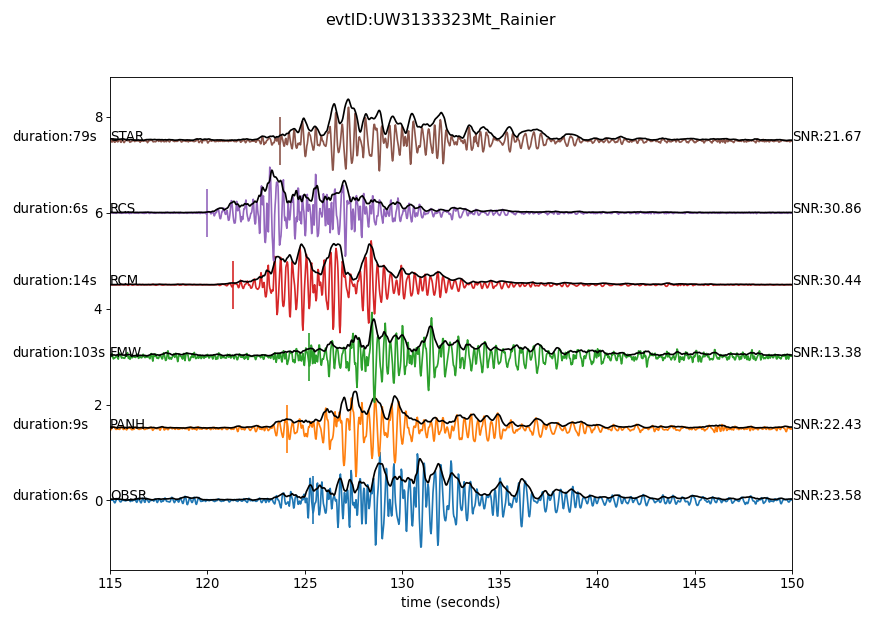 evtID:UW3133323Mt_Rainier
8
duration:79s STAR SNR:21.67
duration:6s RCS SNR:30.86
6
duration:14s RCM SNR:30.44
4
duration:103s FMW SNR:13.38
2
duration:9s PANH SNR:22.43
duration:6s OBSR SNR:23.58
0
115 120 125 130 135 140 145 150
time (seconds)